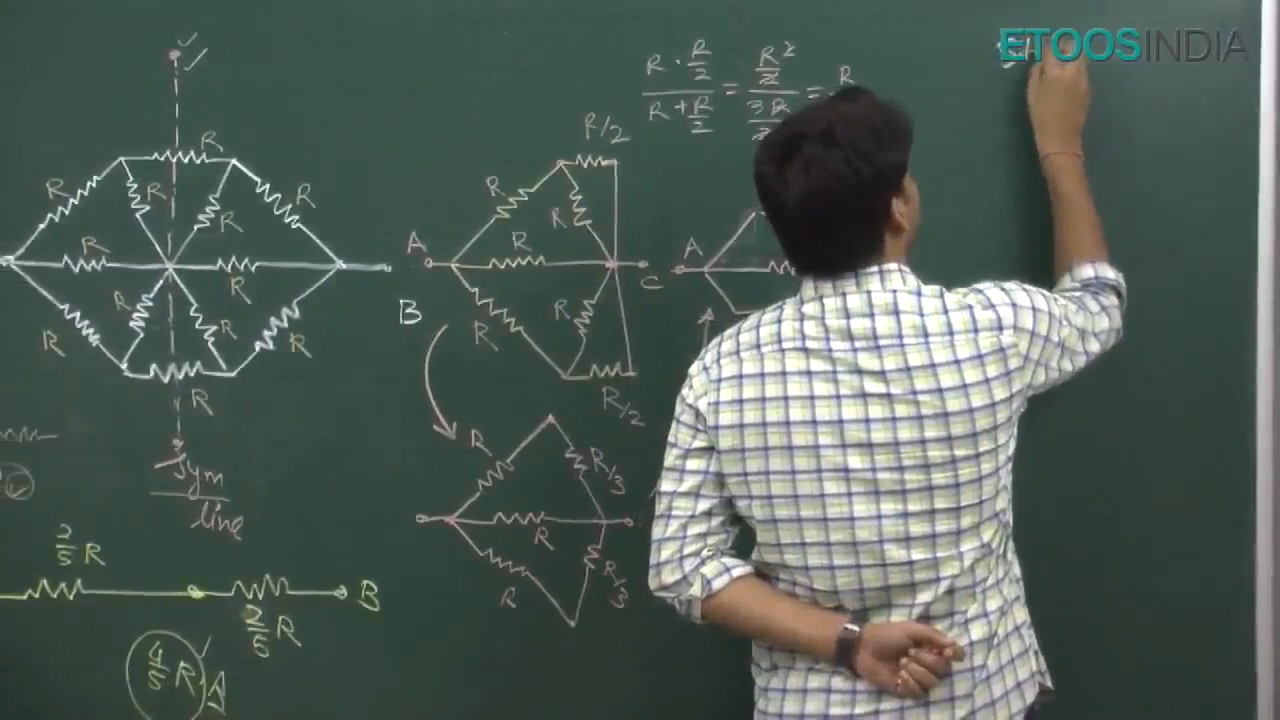 ETOOSINDIA
R
R
R
R
R
R
R
R
R
R
R
R
Sym
line
2/5 R
2/5 R
B
4/5 R
A
B
C
R/2
R
R
R
R
R
R/2
R
R/3
R
R
R/3
R · R/2 / R + R/2 = R²/2 / 3R/2 = R
A